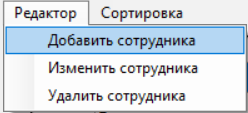 Редактор Сортировка
Добавить сотрудника
Изменить сотрудника
Удалить сотрудника